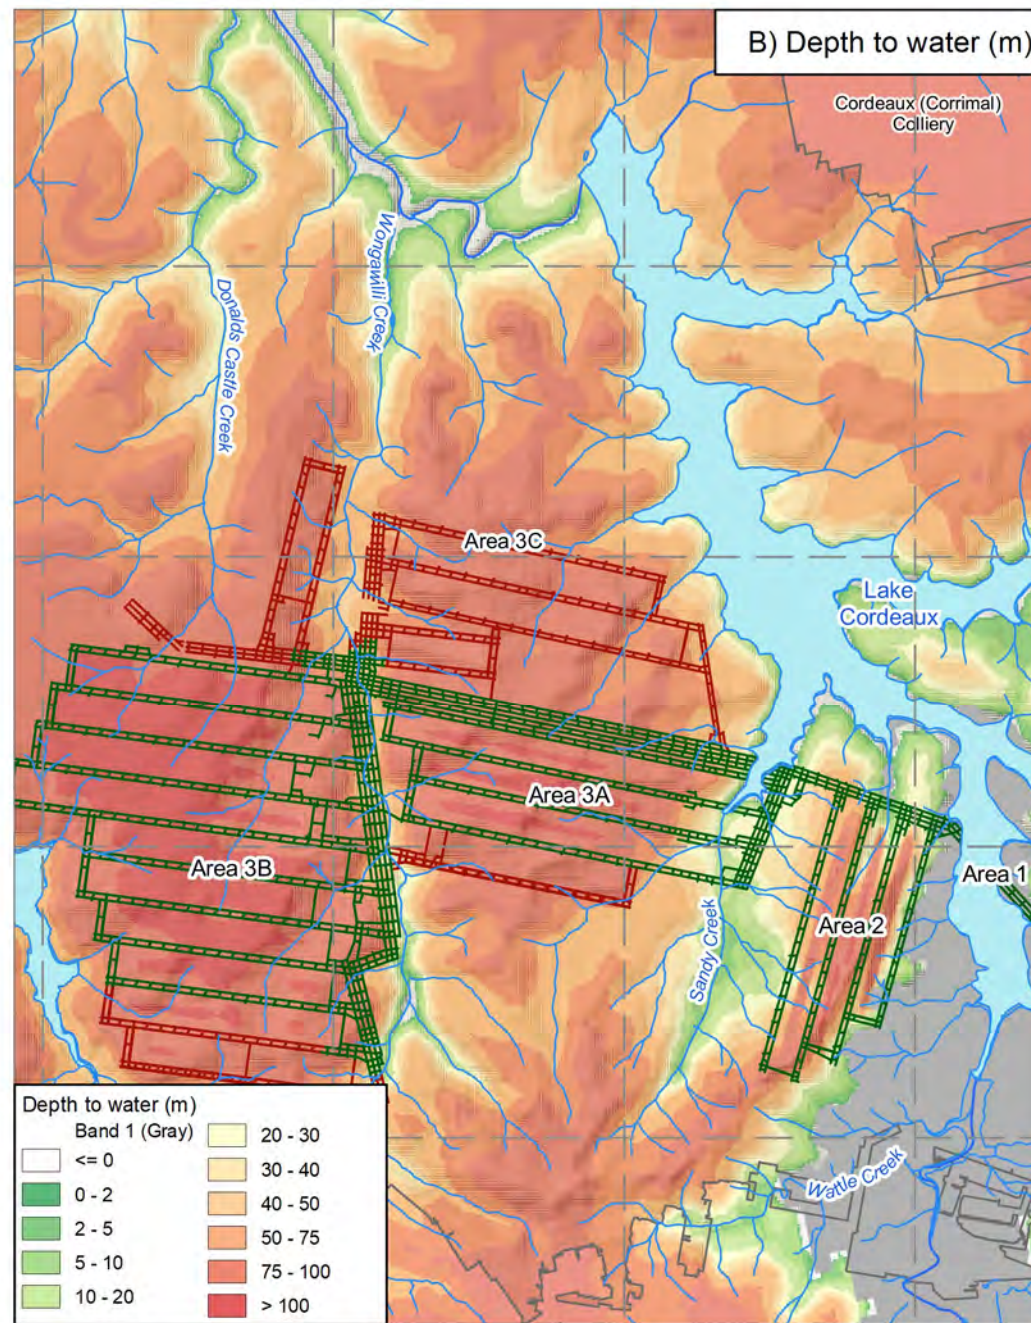 B) Depth to water (m)
Cordeaux (Corrimal)
Colliery
Wongawilli Creek
Donalds Castle Creek
Area 3C
Lake
Cordeaux
Area 3A
Area 3B
Area 1
Area 2
Sandy Creek
Wattle Creek
Depth to water (m)
Band 1 (Gray)
<= 0
0 - 2
2 - 5
5 - 10
10 - 20
20 - 30
30 - 40
40 - 50
50 - 75
75 - 100
> 100